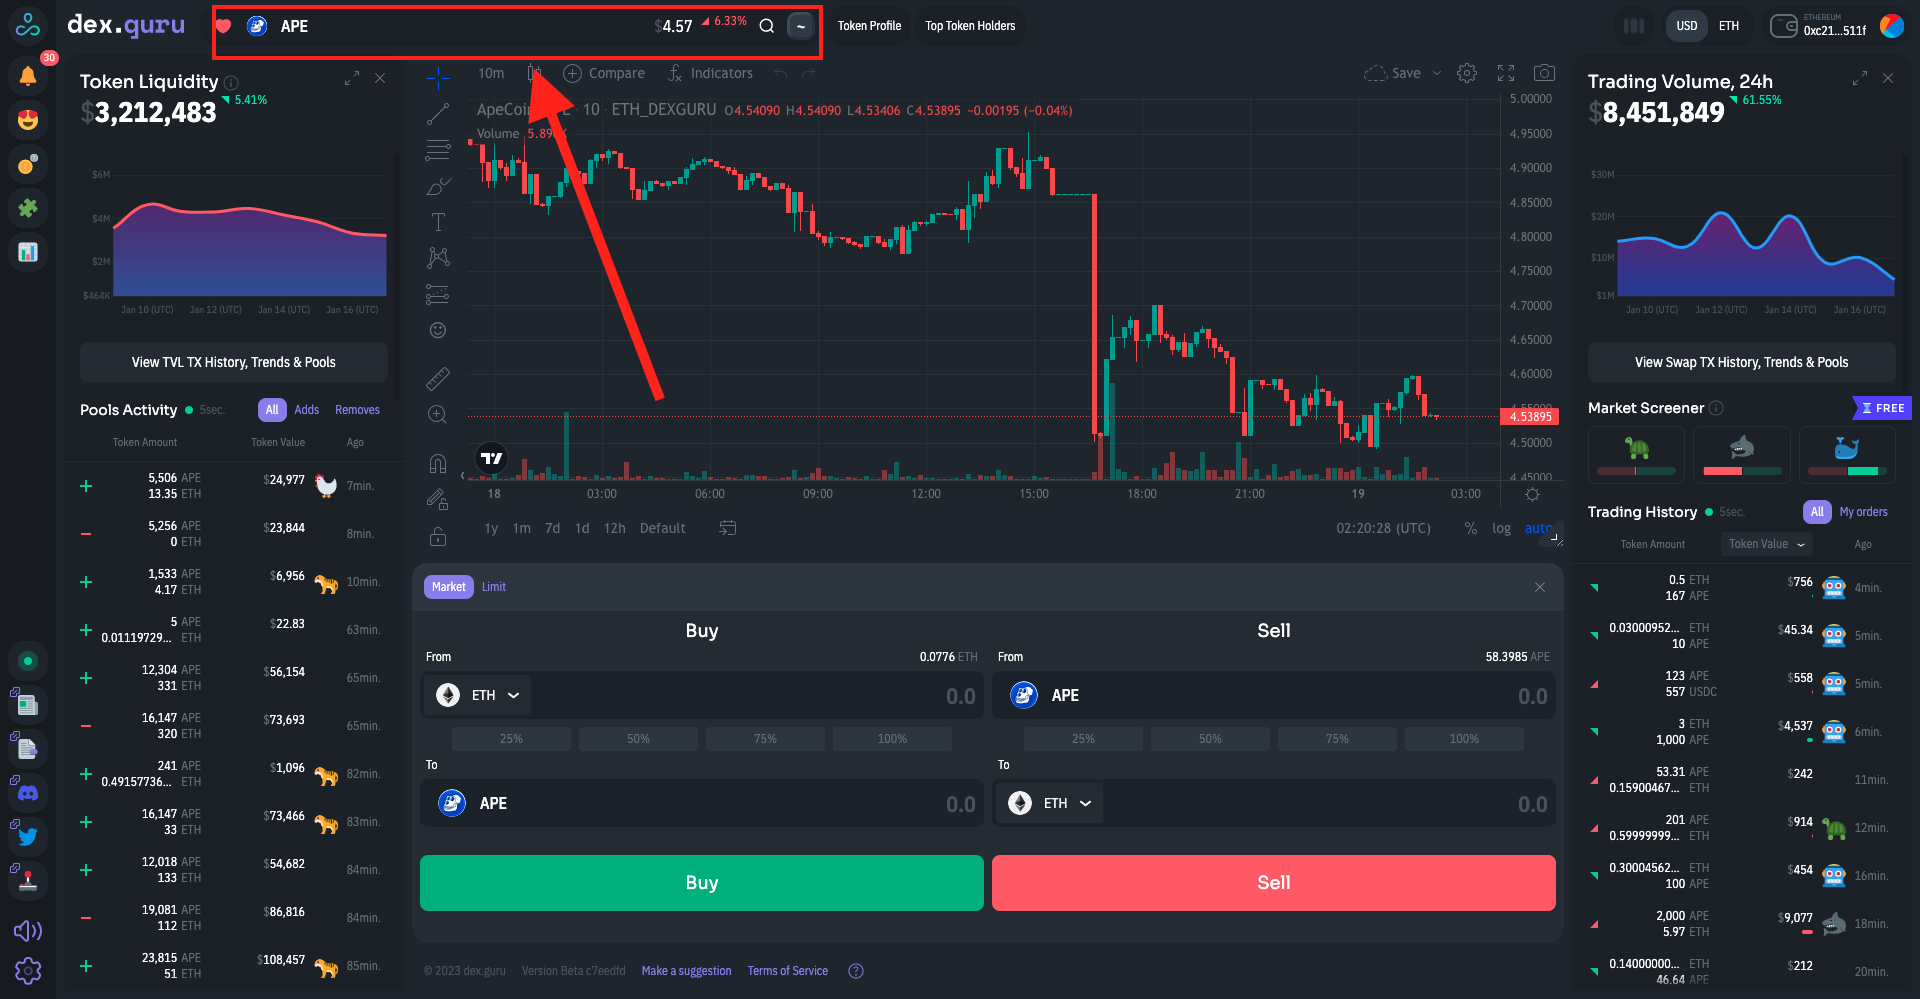 dex.guru
APE
$4.57
6.33%
~
Token Profile
Top Token Holders
USD
ETH
ETHEREUM
0xc21...511f
30
Token Liquidity
$3,212,483
5.41%
$6M
$4M
$2M
$464K
Jan 10 (UTC) Jan 12 (UTC) Jan 14 (UTC) Jan 16 (UTC)
View TVL TX History, Trends & Pools
Pools Activity 5sec. All Adds Removes
Token Amount Token Value Ago
5,506 APE
13.35 ETH
$24,977
7min.
5,256 APE
0 ETH
$23,844
8min.
1,533 APE
4.17 ETH
$6,956
10min.
5 APE
0.01119729... ETH
$22.83
63min.
12,304 APE
331 ETH
$56,154
65min.
16,147 APE
320 ETH
$73,693
65min.
241 APE
0.49157736... ETH
$1,096
82min.
16,147 APE
33 ETH
$73,466
83min.
12,018 APE
133 ETH
$54,682
84min.
19,081 APE
112 ETH
$86,816
84min.
23,815 APE
51 ETH
$108,457
85min.
10m
Compare
Indicators
Save
10 · ETH_DEXGURU O4.54090 H4.54090 L4.53406 C4.53895 −0.00195 (−0.04%)
Volume
5.00000
4.95000
4.90000
4.85000
4.80000
4.75000
4.70000
4.65000
4.60000
4.53895
4.50000
4.45000
18 03:00 06:00 09:00 12:00 15:00 18:00 21:00 19 03:00
1y 1m 7d 1d 12h Default
02:20:28 (UTC) % log auto
Market Limit
Buy
From 0.0776 ETH
ETH 0.0
25% 50% 75% 100%
To
APE 0.0
Buy
Sell
From 58.3985 APE
APE 0.0
25% 50% 75% 100%
To
ETH 0.0
Sell
© 2023 dex.guru Version Beta c7eedfd Make a suggestion Terms of Service ?
Trading Volume, 24h
$8,451,849
61.55%
$30M
$20M
$10M
$1M
Jan 10 (UTC) Jan 12 (UTC) Jan 14 (UTC) Jan 16 (UTC)
View Swap TX History, Trends & Pools
Market Screener FREE
Trading History 5sec. All My orders
Token Amount Token Value Ago
0.5 ETH
167 APE
$756
4min.
0.03000952... ETH
10 APE
$45.34
5min.
123 APE
557 USDC
$558
5min.
3 ETH
1,000 APE
$4,537
6min.
53.31 APE
0.15900467... ETH
$242
11min.
201 APE
0.59999999... ETH
$914
12min.
0.30004562... ETH
100 APE
$454
16min.
2,000 APE
5.97 ETH
$9,077
18min.
0.14000000... ETH
46.64 APE
$212
20min.